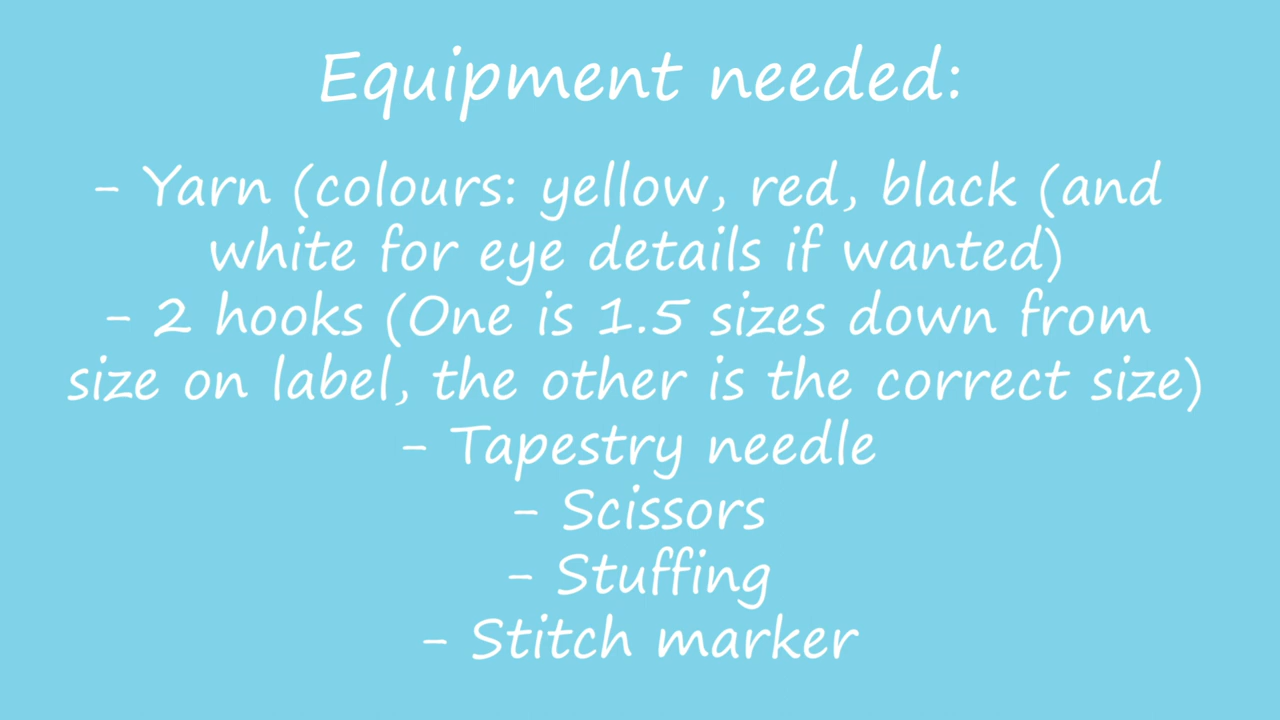 Equipment needed:
- Yarn (colours: yellow, red, black (and
white for eye details if wanted)
- 2 hooks (One is 1.5 sizes down from
size on label, the other is the correct size)
- Tapestry needle
- Scissors
- Stuffing
- Stitch marker